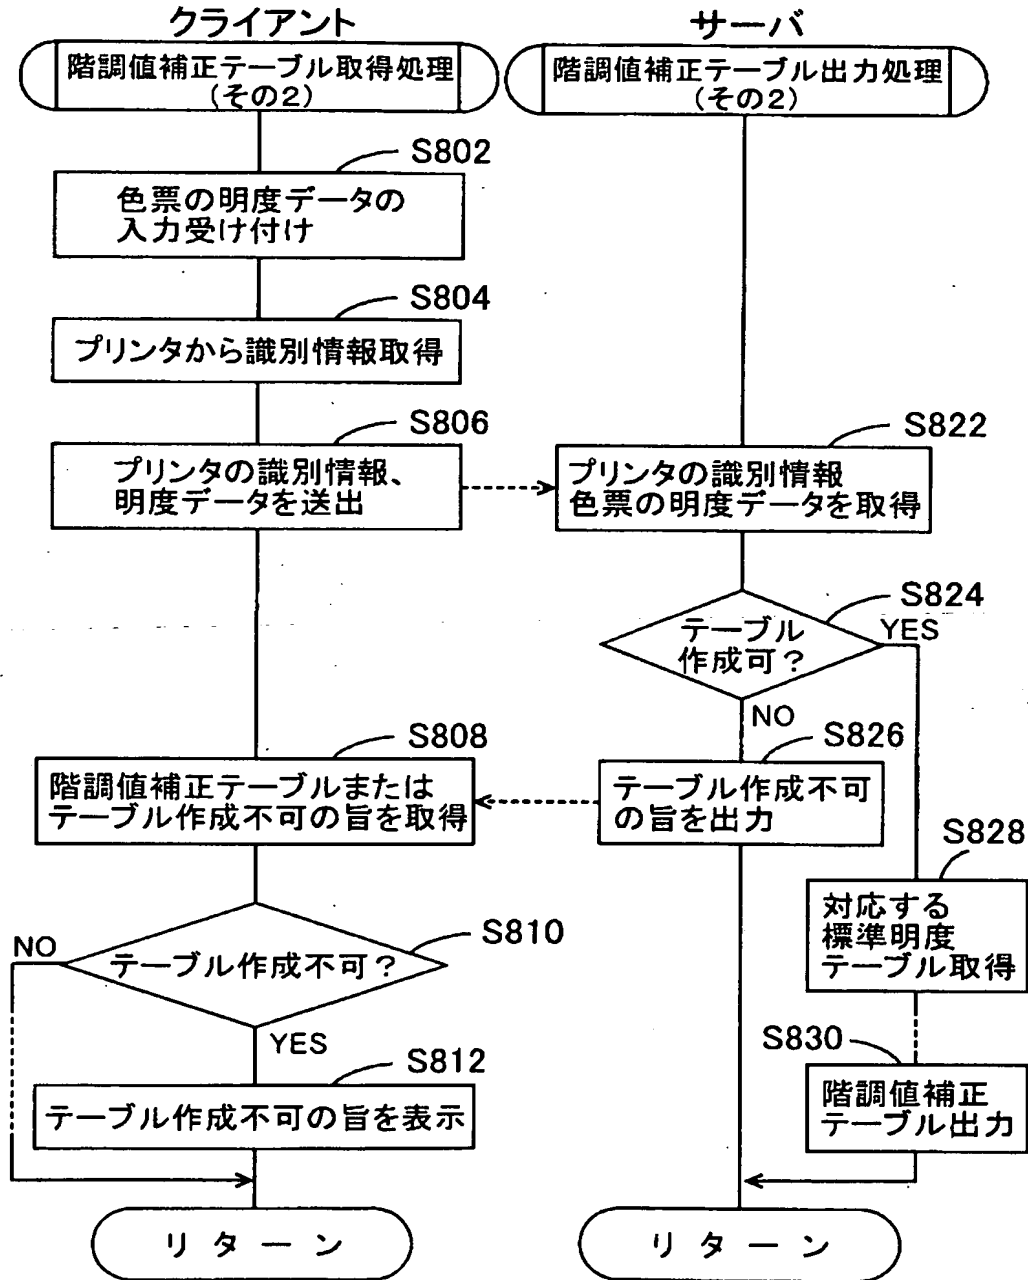 クライアント
階調値補正テーブル取得処理
(その2)
S802
色票の明度データの
入力受け付け
S804
プリンタから識別情報取得
S806
プリンタの識別情報、
明度データを送出
S808
階調値補正テーブルまたは
テーブル作成不可の旨を取得
S810
テーブル作成不可?
NO
YES
S812
テーブル作成不可の旨を表示
リターン
サーバ
階調値補正テーブル出力処理
(その2)
S822
プリンタの識別情報
色票の明度データを取得
S824
テーブル
作成可?
YES
NO
S826
テーブル作成不可
の旨を出力
S828
対応する
標準明度
テーブル取得
S830
階調値補正
テーブル出力
リターン